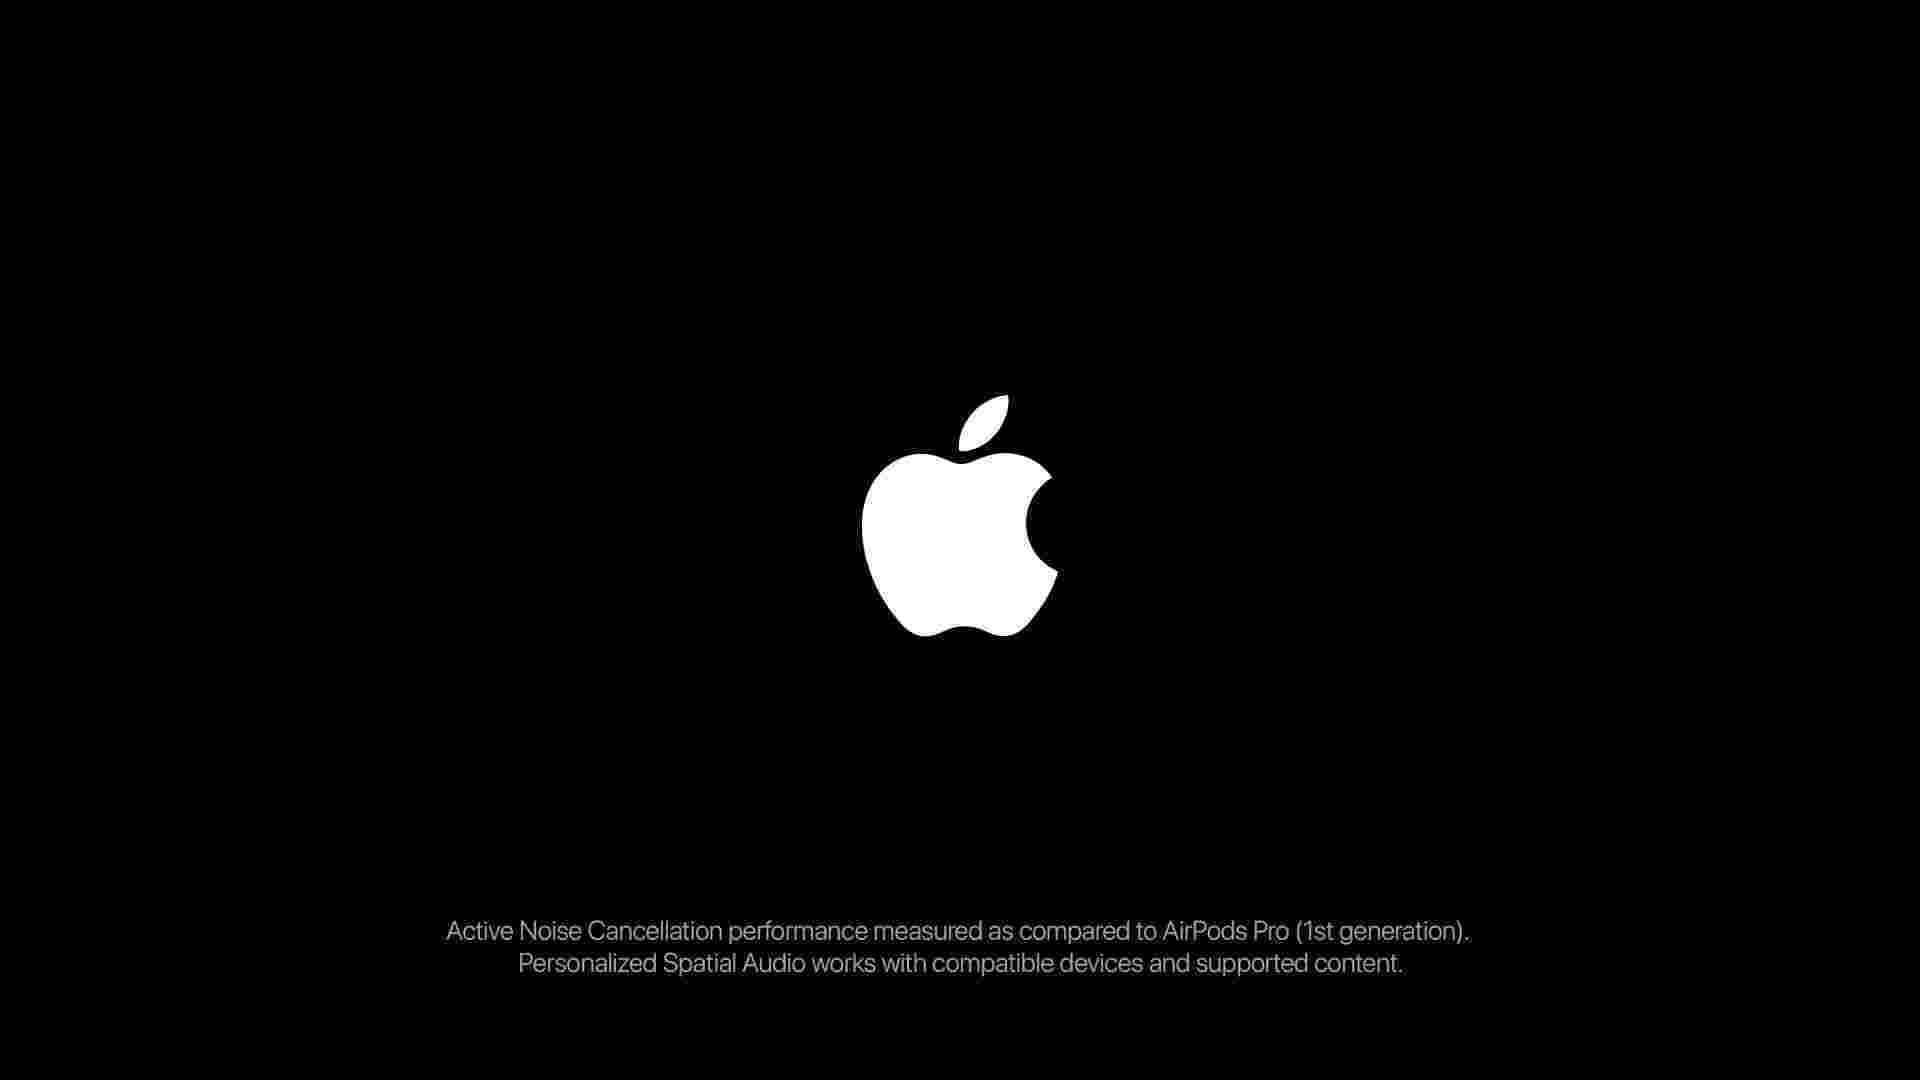 Active Noise Cancellation performance measured as compared to AirPods Pro (1st generation).
Personalized Spatial Audio works with compatible devices and supported content.